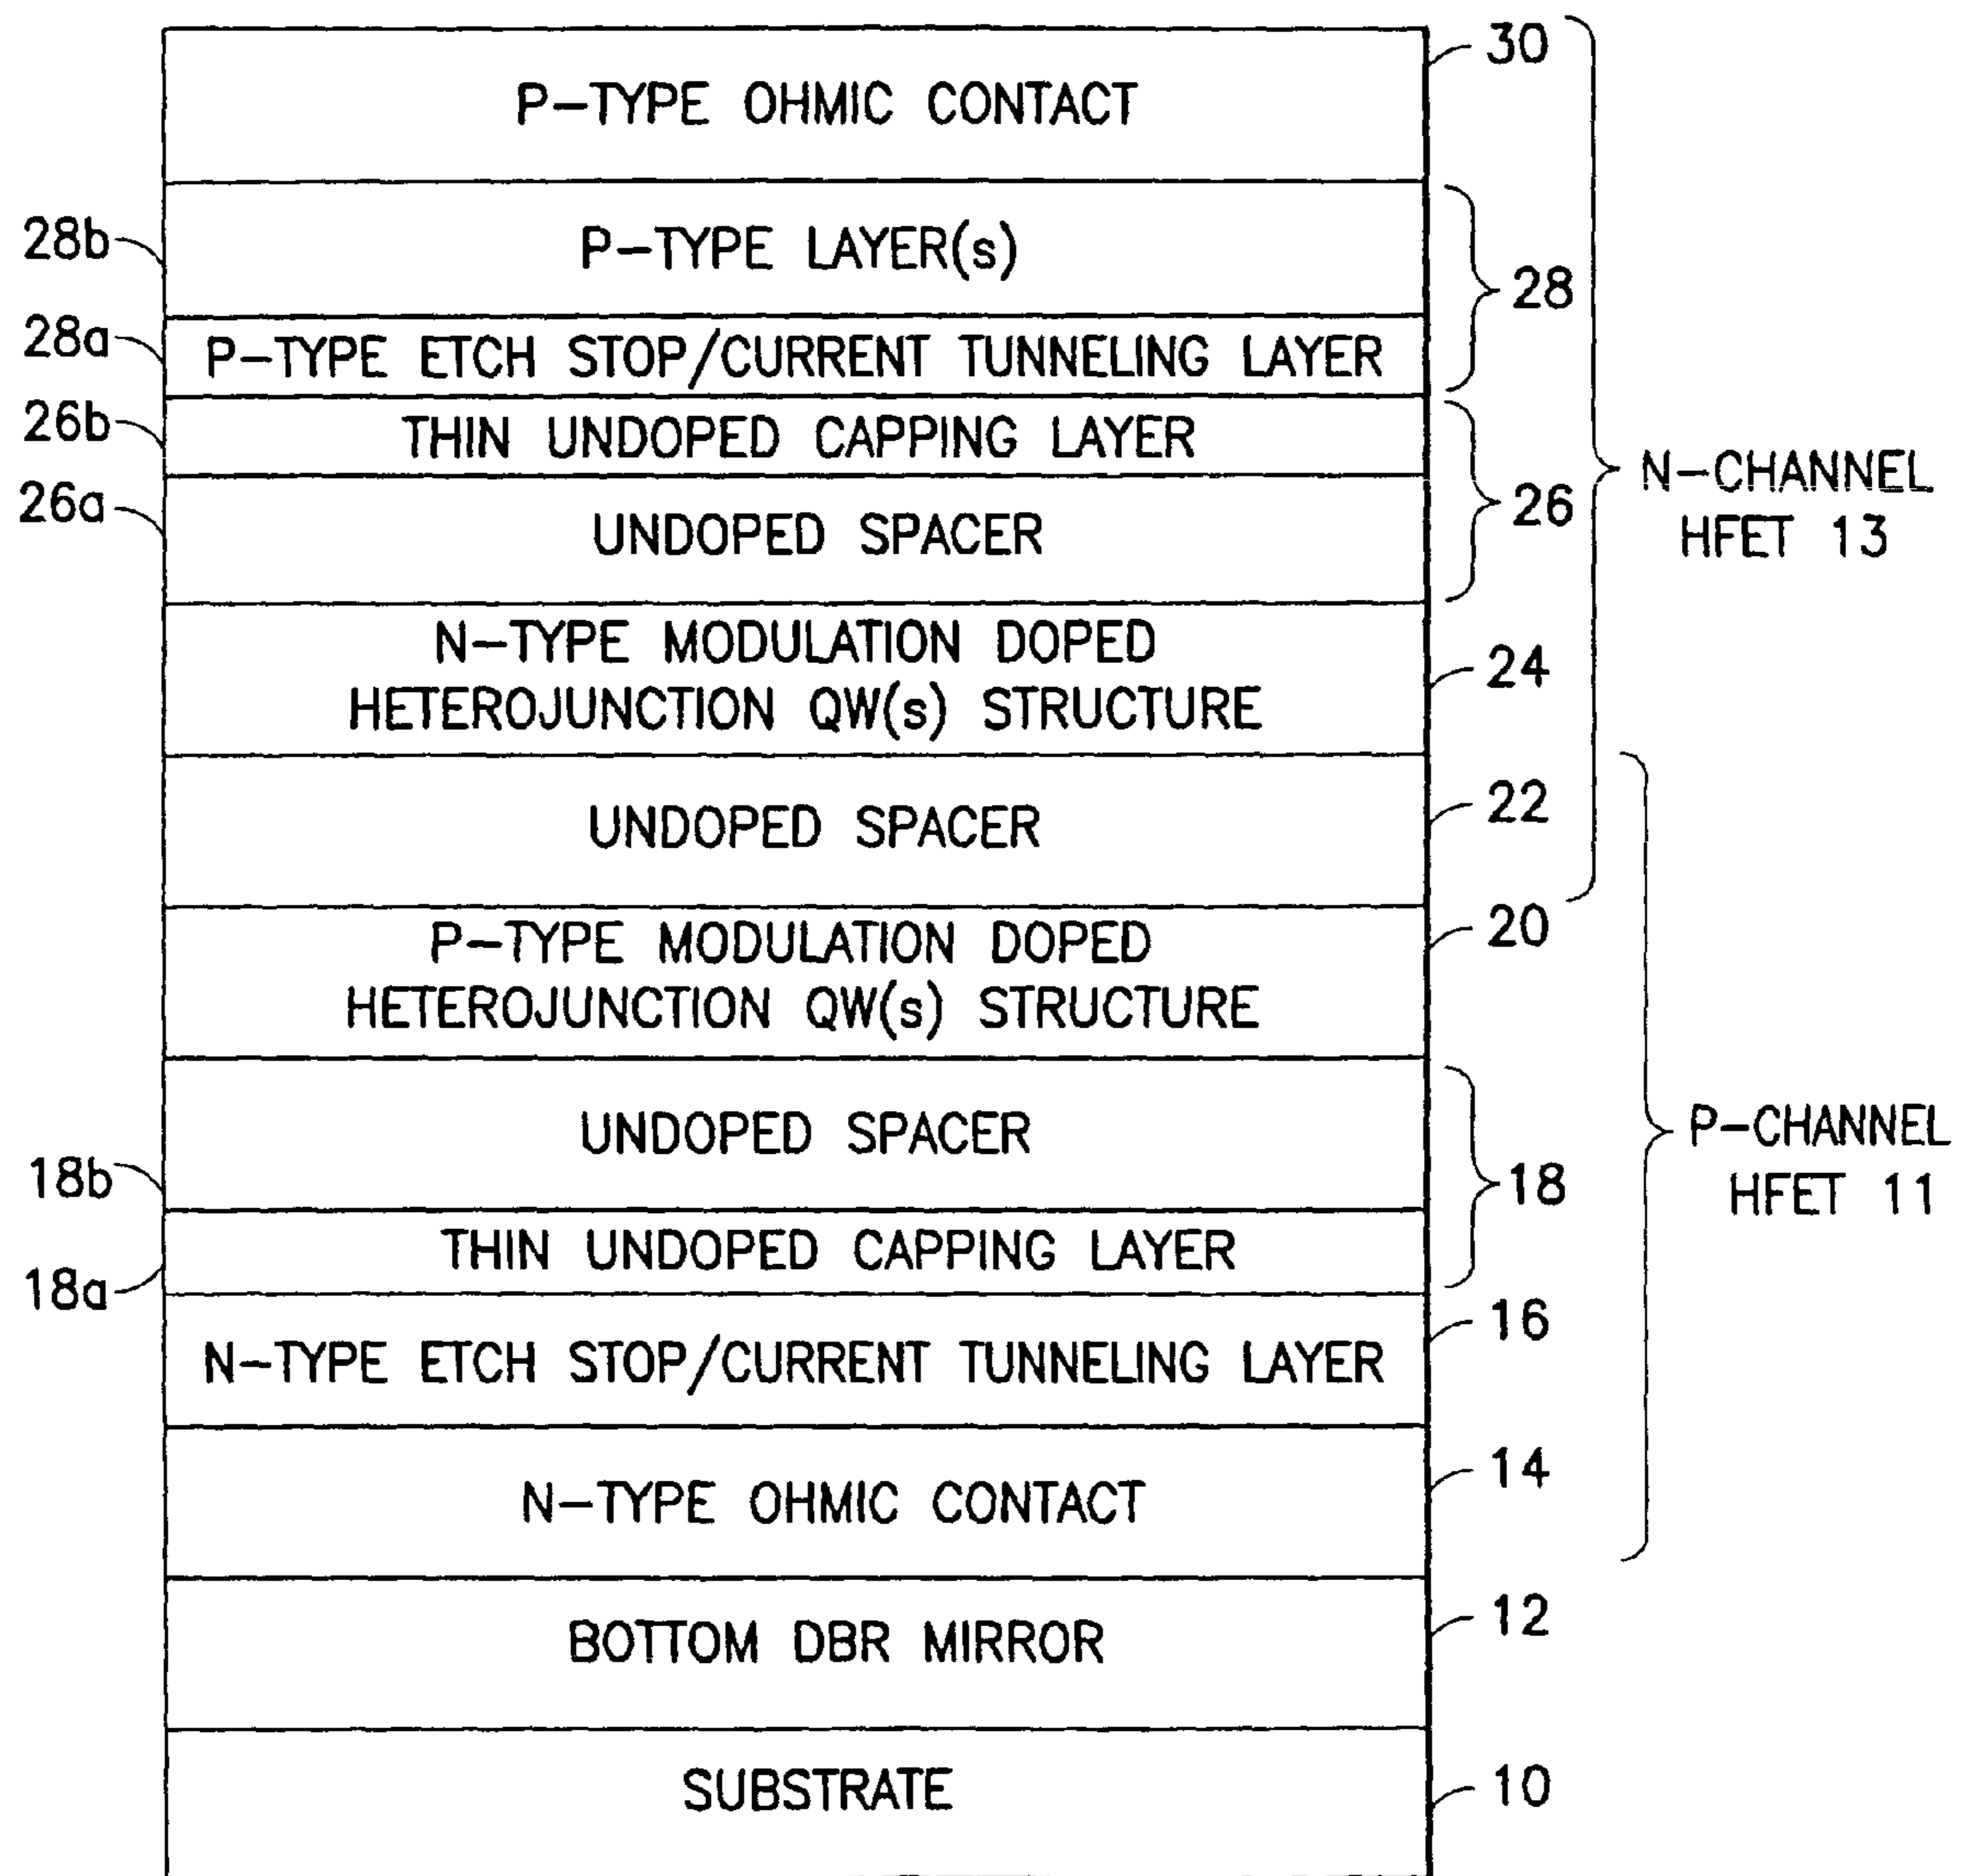 30
P-TYPE OHMIC CONTACT
28b
P-TYPE LAYER(s)
28
28a
P-TYPE ETCH STOP/CURRENT TUNNELING LAYER
26b
THIN UNDOPED CAPPING LAYER
26a
UNDOPED SPACER
26
N-CHANNEL
HFET 13
N-TYPE MODULATION DOPED
HETEROJUNCTION QW(s) STRUCTURE
24
UNDOPED SPACER
22
P-TYPE MODULATION DOPED
HETEROJUNCTION QW(s) STRUCTURE
20
UNDOPED SPACER
18b
18
P-CHANNEL
HFET 11
THIN UNDOPED CAPPING LAYER
18a
16
N-TYPE ETCH STOP/CURRENT TUNNELING LAYER
14
N-TYPE OHMIC CONTACT
12
BOTTOM DBR MIRROR
SUBSTRATE
10